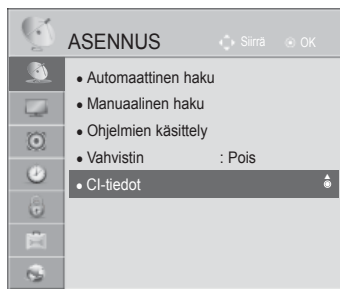 ASENNUS Siirrä OK
• Automaattinen haku
• Manuaalinen haku
• Ohjelmien käsittely
• Vahvistin : Pois
• CI-tiedot